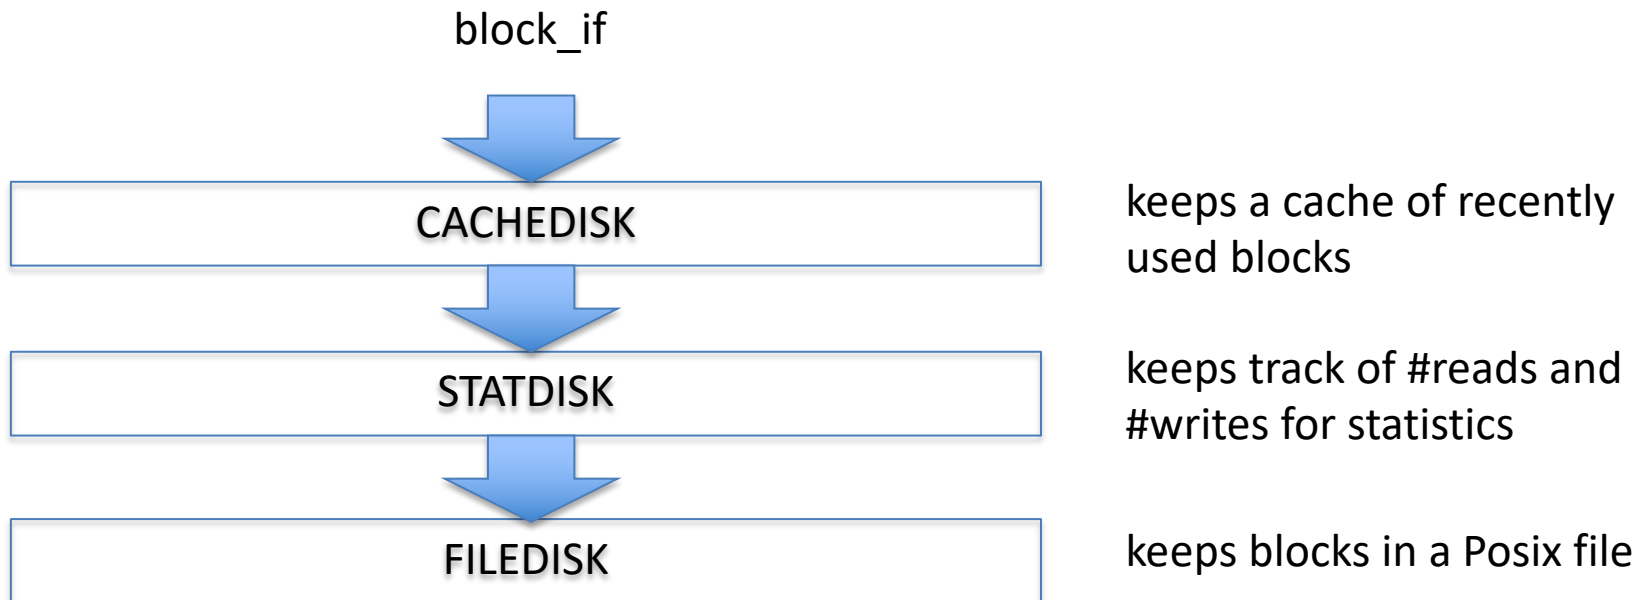 block_if
CACHEDISK
keeps a cache of recently
used blocks
STATDISK
keeps track of #reads and
#writes for statistics
FILEDISK
keeps blocks in a Posix file